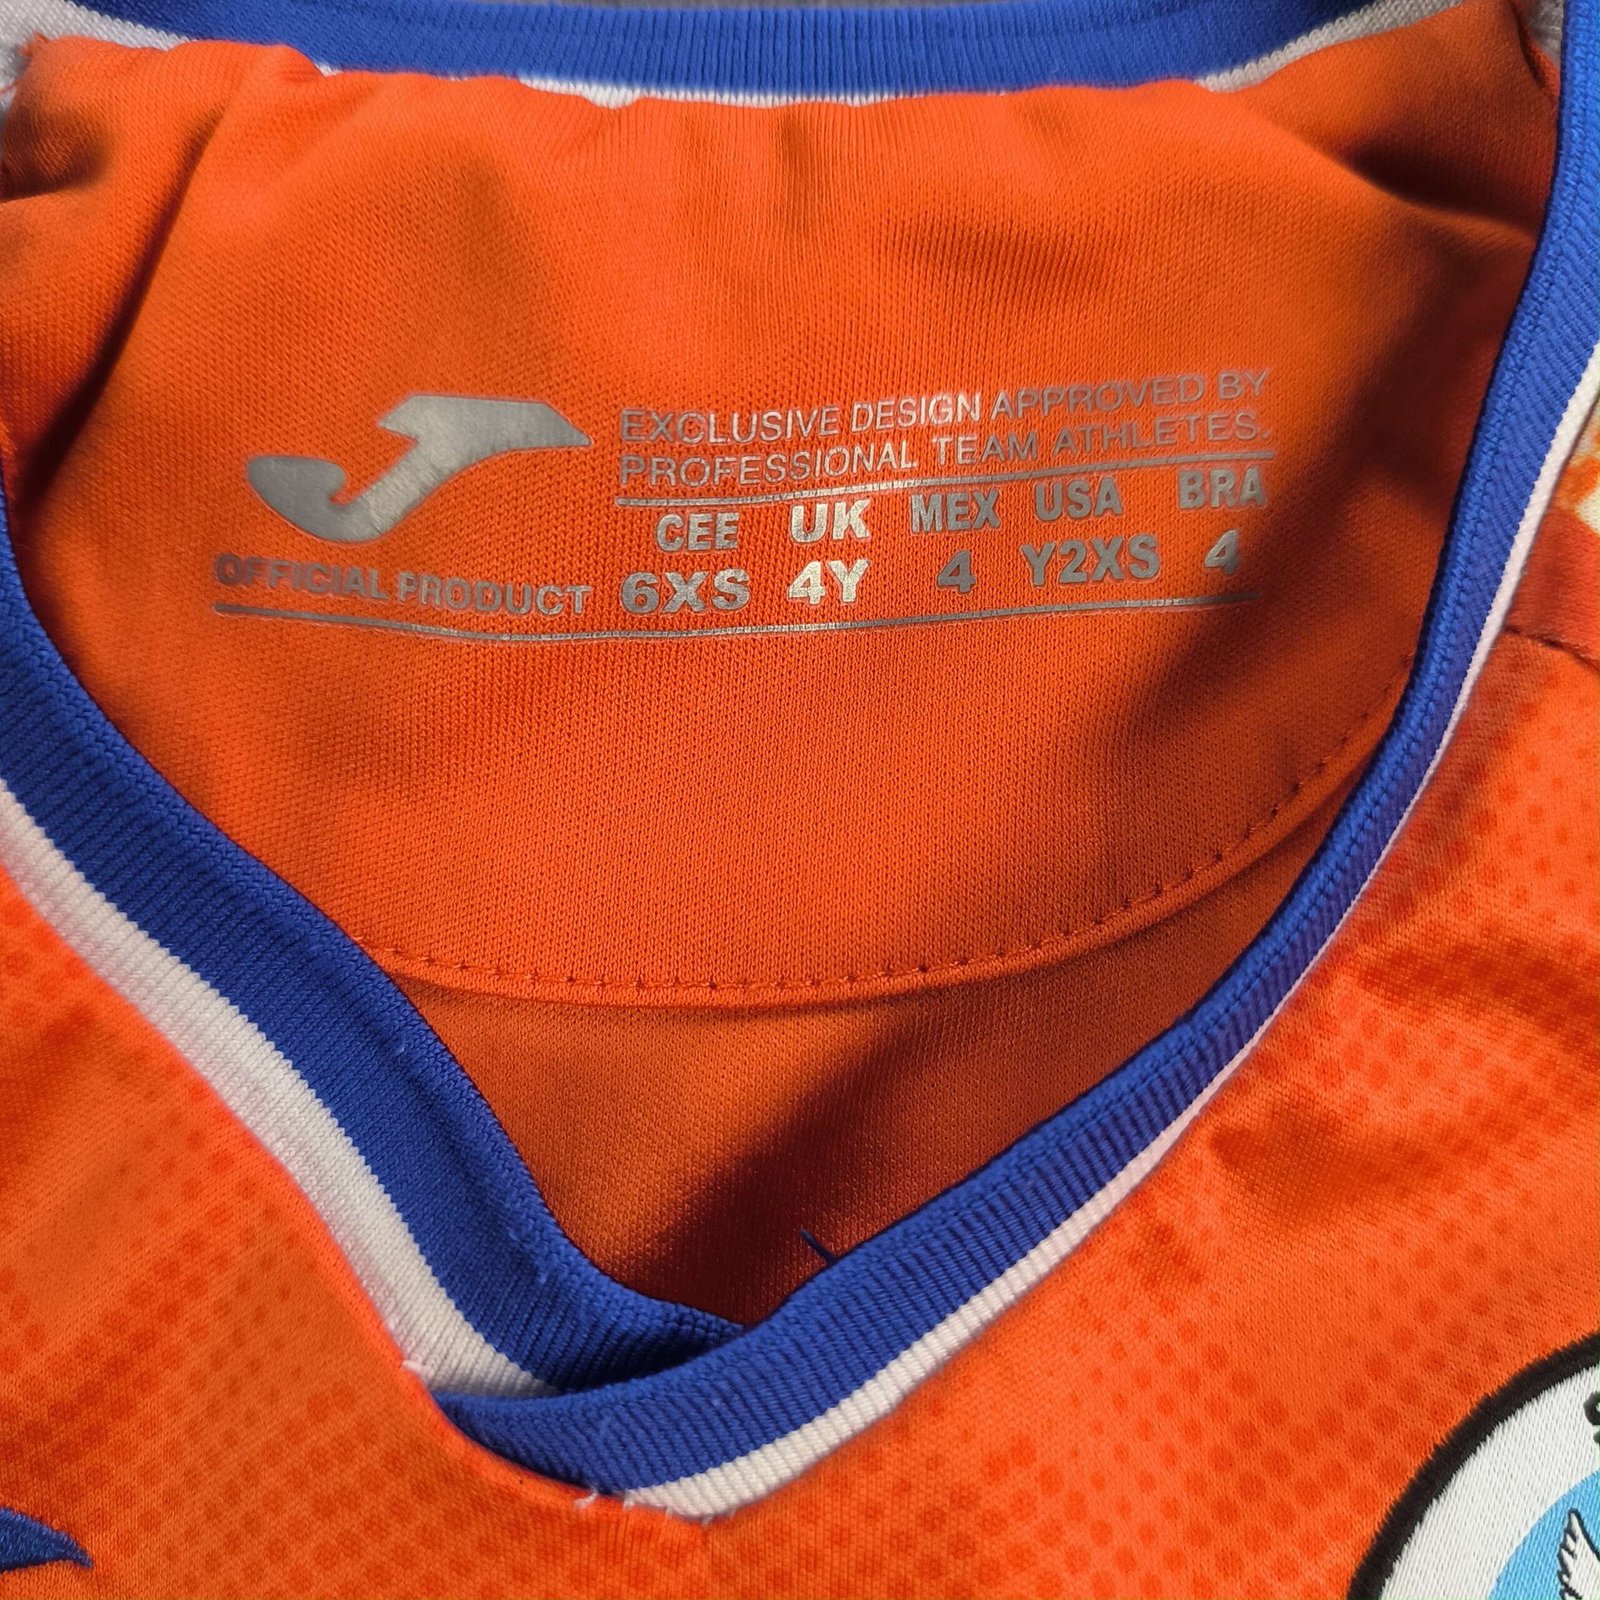 EXCLUSIVE DESIGN APPROVED BY
PROFESSIONAL TEAM ATHLETES.
CEE UK MEX USA BRA
6XS 4Y 4 Y2XS 4
OFFICIAL PRODUCT